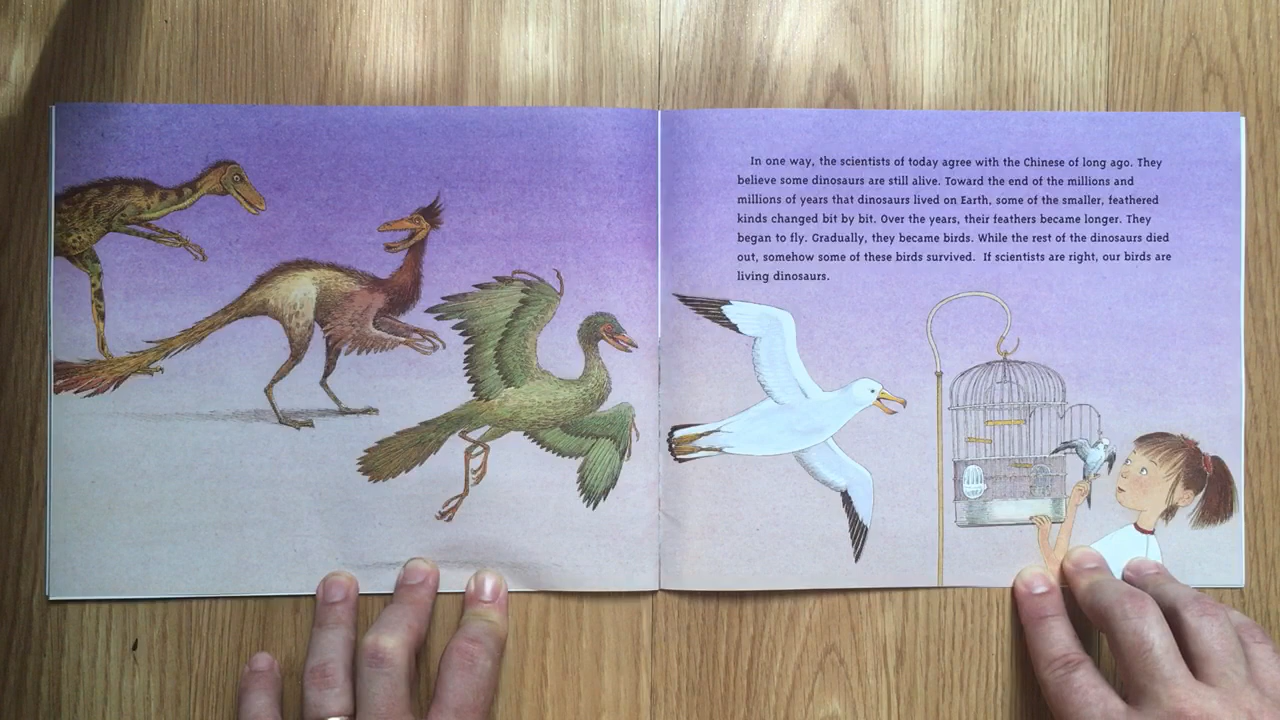 In one way, the scientists of today agree with the Chinese of long ago. They
believe some dinosaurs are still alive. Toward the end of the millions and
millions of years that dinosaurs lived on Earth, some of the smaller, feathered
kinds changed bit by bit. Over the years, their feathers became longer. They
began to fly. Gradually, they became birds. While the rest of the dinosaurs died
out, somehow some of these birds survived.  If scientists are right, our birds are
living dinosaurs.